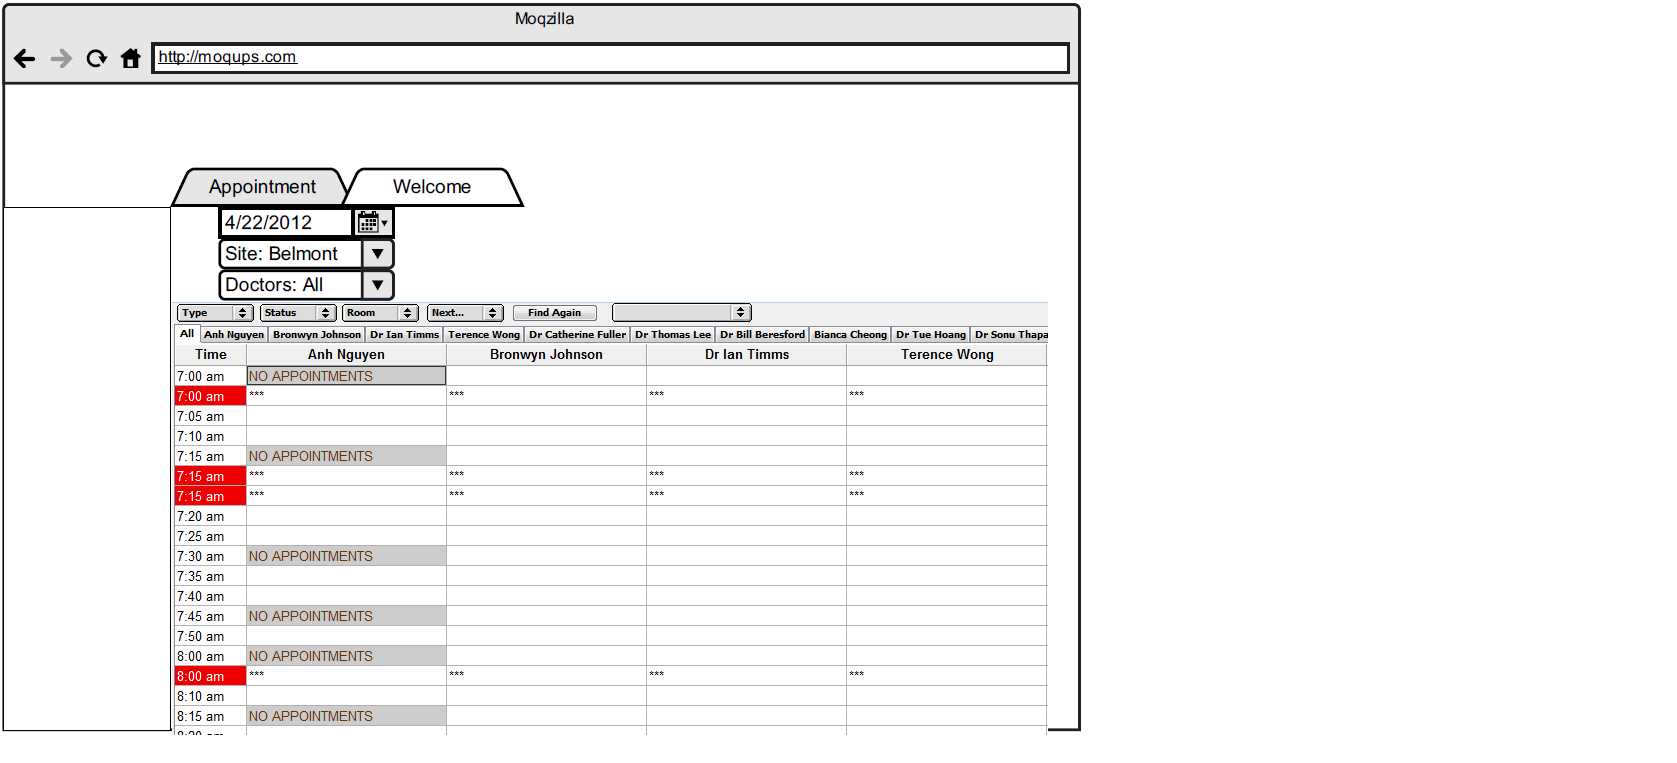 Moqzilla
http://moqups.com
Appointment Welcome
4/22/2012
Site: Belmont
Doctors: All
Type Status Room Next... Find Again
All Anh Nguyen Bronwyn Johnson Dr Ian Timms Terence Wong Dr Catherine Fuller Dr Thomas Lee Dr Bill Beresford Bianca Cheong Dr Tue Hoang Dr Sonu Thapa
Time Anh Nguyen Bronwyn Johnson Dr Ian Timms Terence Wong
7:00 am NO APPOINTMENTS
7:00 am *** *** *** ***
7:05 am
7:10 am
7:15 am NO APPOINTMENTS
7:15 am *** *** *** ***
7:15 am *** *** *** ***
7:20 am
7:25 am
7:30 am NO APPOINTMENTS
7:35 am
7:40 am
7:45 am NO APPOINTMENTS
7:50 am
8:00 am NO APPOINTMENTS
8:00 am *** *** *** ***
8:10 am
8:15 am NO APPOINTMENTS